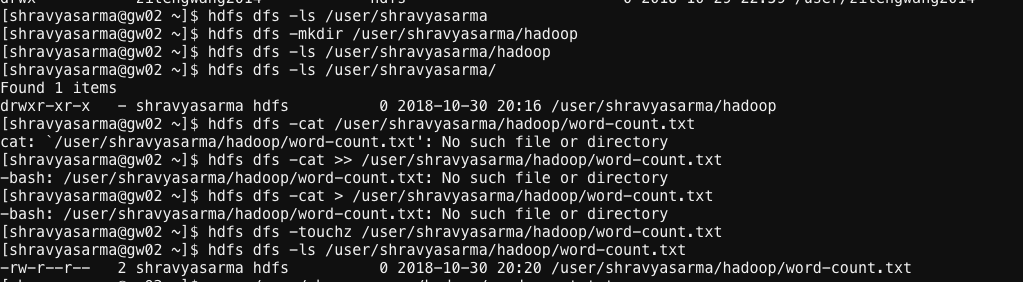 [shravyasarma@gw02 ~]$ hdfs dfs -ls /user/shravyasarma
[shravyasarma@gw02 ~]$ hdfs dfs -mkdir /user/shravyasarma/hadoop
[shravyasarma@gw02 ~]$ hdfs dfs -ls /user/shravyasarma/hadoop
[shravyasarma@gw02 ~]$ hdfs dfs -ls /user/shravyasarma/
Found 1 items
drwxr-xr-x   - shravyasarma hdfs          0 2018-10-30 20:16 /user/shravyasarma/hadoop
[shravyasarma@gw02 ~]$ hdfs dfs -cat /user/shravyasarma/hadoop/word-count.txt
cat: `/user/shravyasarma/hadoop/word-count.txt': No such file or directory
[shravyasarma@gw02 ~]$ hdfs dfs -cat >> /user/shravyasarma/hadoop/word-count.txt
-bash: /user/shravyasarma/hadoop/word-count.txt: No such file or directory
[shravyasarma@gw02 ~]$ hdfs dfs -cat > /user/shravyasarma/hadoop/word-count.txt
-bash: /user/shravyasarma/hadoop/word-count.txt: No such file or directory
[shravyasarma@gw02 ~]$ hdfs dfs -touchz /user/shravyasarma/hadoop/word-count.txt
[shravyasarma@gw02 ~]$ hdfs dfs -ls /user/shravyasarma/hadoop/word-count.txt
-rw-r--r--   2 shravyasarma hdfs          0 2018-10-30 20:20 /user/shravyasarma/hadoop/word-count.txt